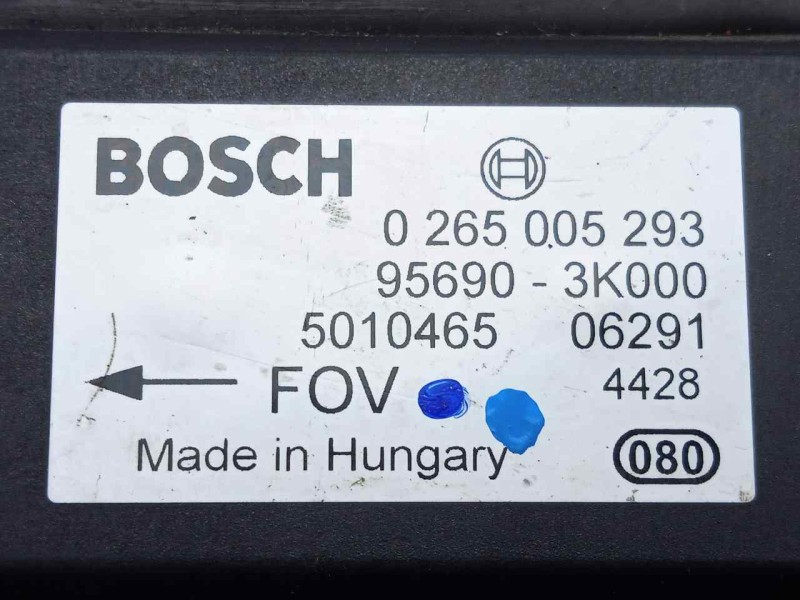 BOSCH
0 265 005 293
95690 - 3K000
5010465 06291
FOV 4428
Made in Hungary 080